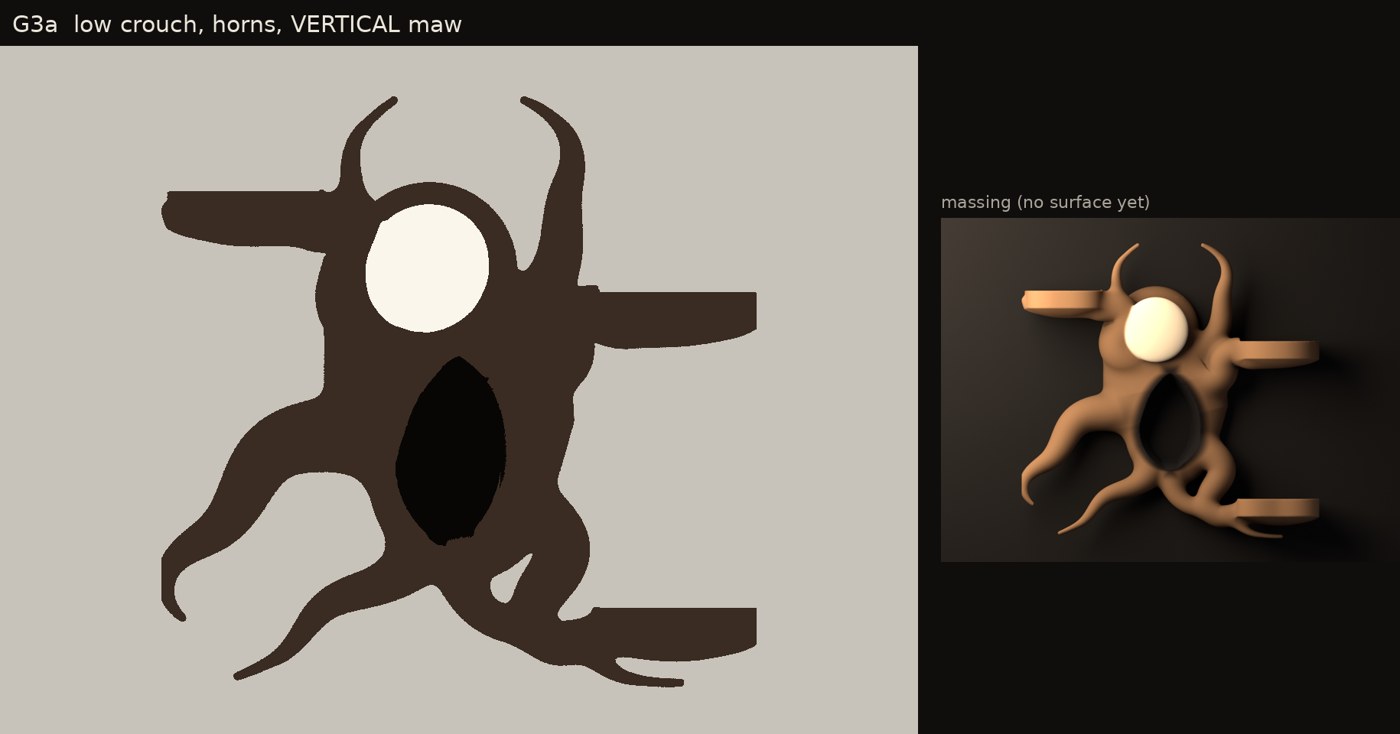 G3a  low crouch, horns, VERTICAL maw
massing (no surface yet)